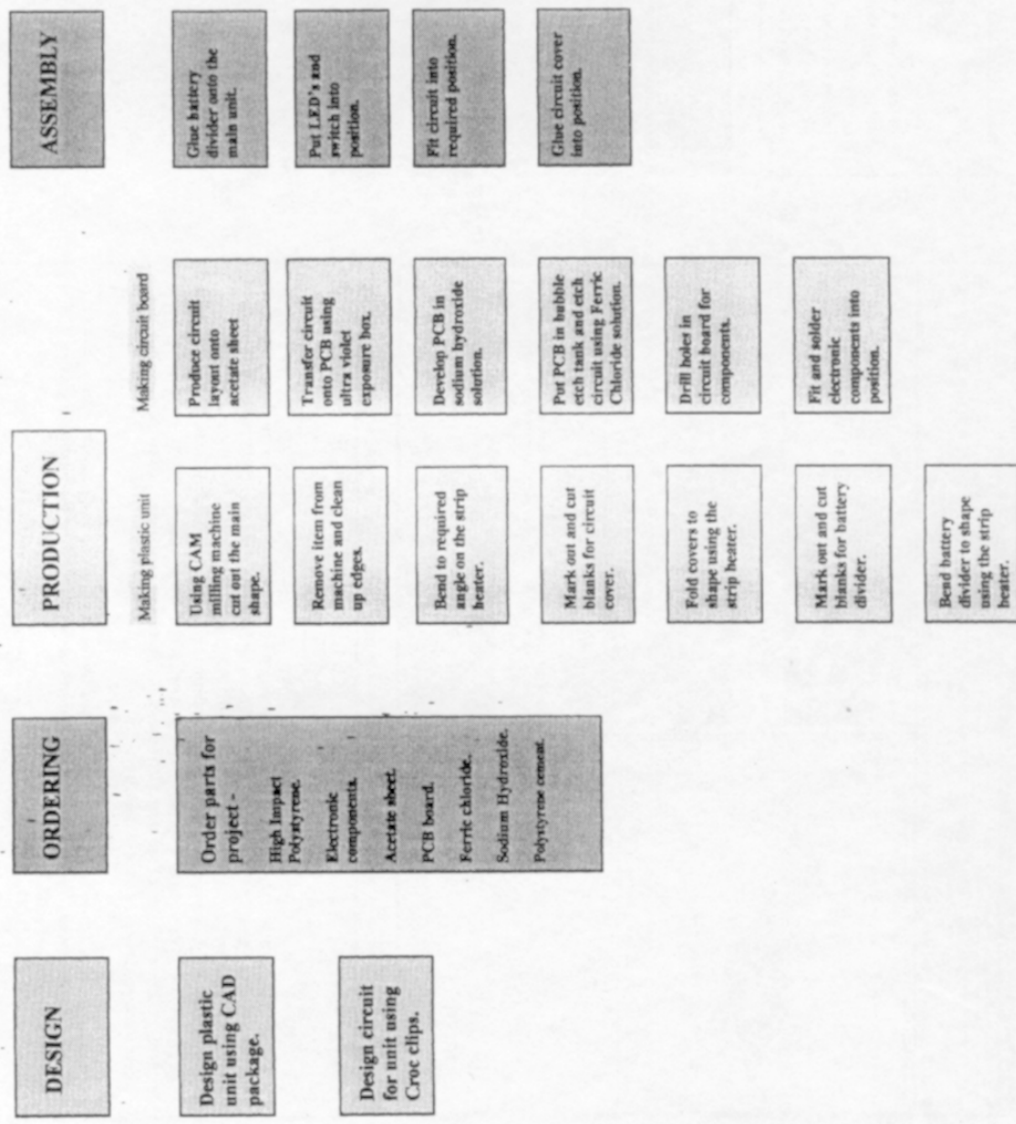 DESIGN
Design plastic
unit using CAD
package.
Design circuit
for unit using
Croc clips.
ORDERING
Order parts for
project -
High Impact
Polystyrene.
Electronic
components.
Acetate sheet.
PCB board.
Ferric chloride.
Sodium Hydroxide.
Polystyrene cement.
PRODUCTION
Making plastic unit
Using CAM
milling machine
cut out the main
shape.
Remove item from
machine and clean
up edges.
Bend to required
angle on the strip
heater.
Mark out and cut
blanks for circuit
cover.
Fold covers to
shape using the
strip heater.
Mark out and cut
blanks for battery
divider.
Bend battery
divider to shape
using the strip
heater.
Making circuit board
Produce circuit
layout onto
acetate sheet
Transfer circuit
onto PCB using
ultra violet
exposure box.
Develop PCB in
sodium hydroxide
solution.
Put PCB in bubble
etch tank and etch
circuit using Ferric
Chloride solution.
Drill holes in
circuit board for
components.
Fit and solder
electronic
components into
position.
ASSEMBLY
Glue battery
divider onto the
main unit.
Put LED's and
switch into
position.
Fit circuit into
required position.
Glue circuit cover
into position.